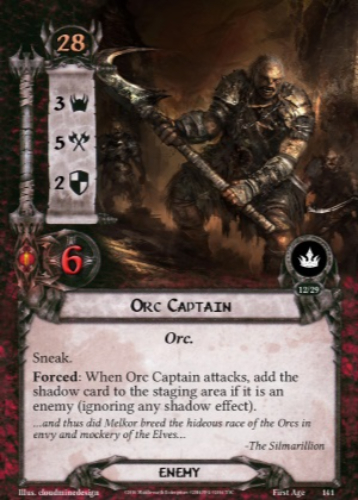 28
3
5
2
6
12/29
ORC CAPTAIN
Orc.
Sneak.
Forced: When Orc Captain attacks, add the
shadow card to the staging area if it is an
enemy (ignoring any shadow effect).
...and thus did Melkor breed the hideous race of the Orcs in
envy and mockery of the Elves...
-The Silmarillion
ENEMY
Illus. cloudminedesign
First Age
161